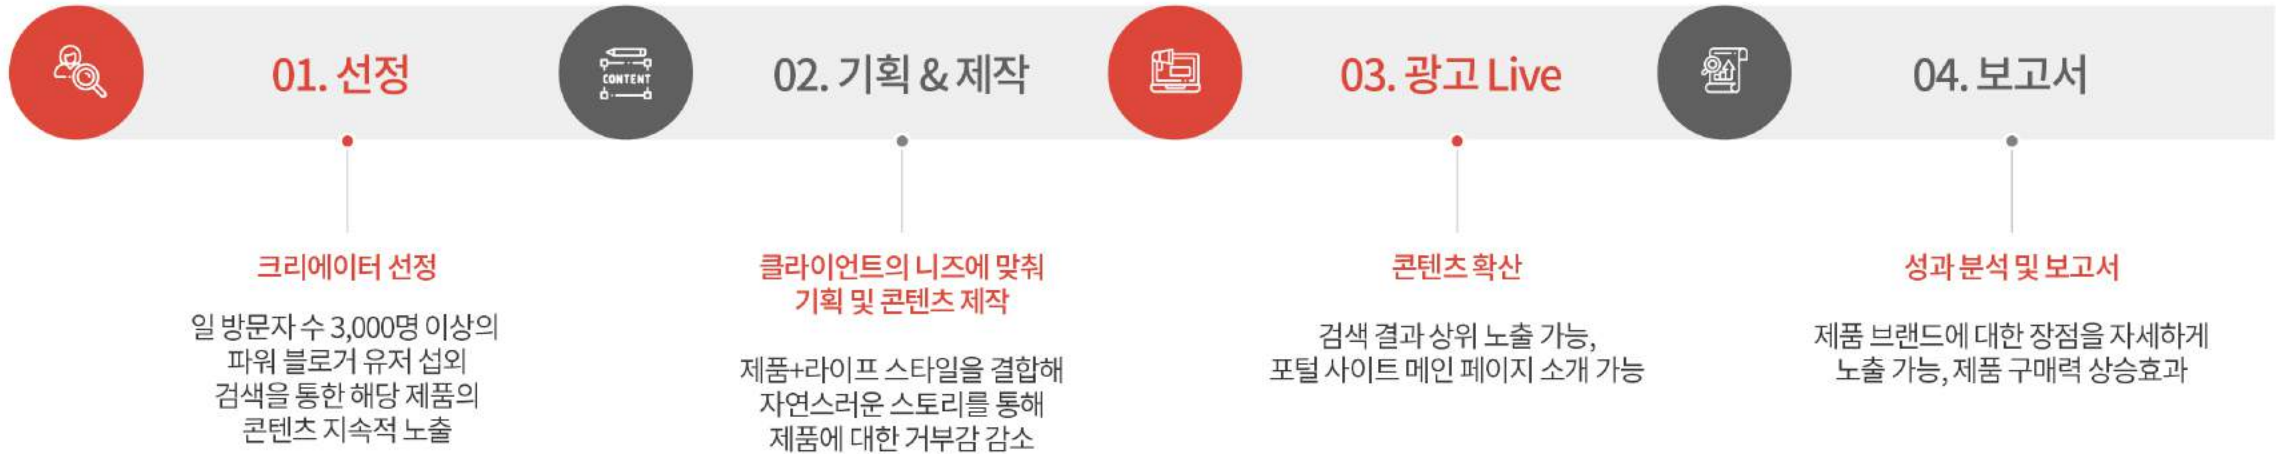 CONTENT
01. 선정
02. 기획 & 제작
03. 광고 Live
04. 보고서
크리에이터 선정
일 방문자 수 3,000명 이상의
파워 블로거 유저 섭외
검색을 통한 해당 제품의
콘텐츠 지속적 노출
클라이언트의 니즈에 맞춰
기획 및 콘텐츠 제작
제품+라이프 스타일을 결합해
자연스러운 스토리를 통해
제품에 대한 거부감 감소
콘텐츠 확산
검색 결과 상위 노출 가능,
포털 사이트 메인 페이지 소개 가능
성과 분석 및 보고서
제품 브랜드에 대한 장점을 자세하게
노출 가능, 제품 구매력 상승효과